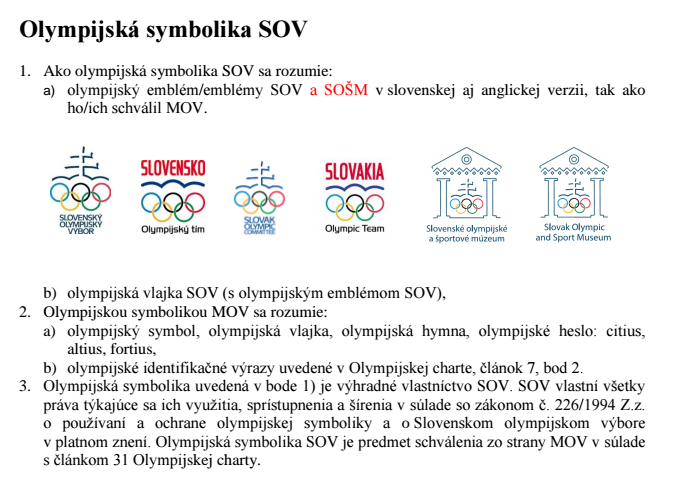 Olympijská symbolika SOV
1. Ako olympijská symbolika SOV sa rozumie:
a) olympijský emblém/emblémy SOV a SOŠM v slovenskej aj anglickej verzii, tak ako
ho/ich schválil MOV.
SLOVENSKÝ
OLYMPIJSKÝ
VÝBOR
SLOVENSKO
Olympijský tím
SLOVAK
OLYMPIC
COMMITTEE
SLOVAKIA
Olympic Team
Slovenské olympijské
a športové múzeum
Slovak Olympic
and Sport Museum
b) olympijská vlajka SOV (s olympijským emblémom SOV),
2. Olympijskou symbolikou MOV sa rozumie:
a) olympijský symbol, olympijská vlajka, olympijská hymna, olympijské heslo: citius,
altius, fortius,
b) olympijské identifikačné výrazy uvedené v Olympijskej charte, článok 7, bod 2.
3. Olympijská symbolika uvedená v bode 1) je výhradné vlastníctvo SOV. SOV vlastní všetky
práva týkajúce sa ich využitia, sprístupnenia a šírenia v súlade so zákonom č. 226/1994 Z.z.
o používaní a ochrane olympijskej symboliky a o Slovenskom olympijskom výbore
v platnom znení. Olympijská symbolika SOV je predmet schválenia zo strany MOV v súlade
s článkom 31 Olympijskej charty.